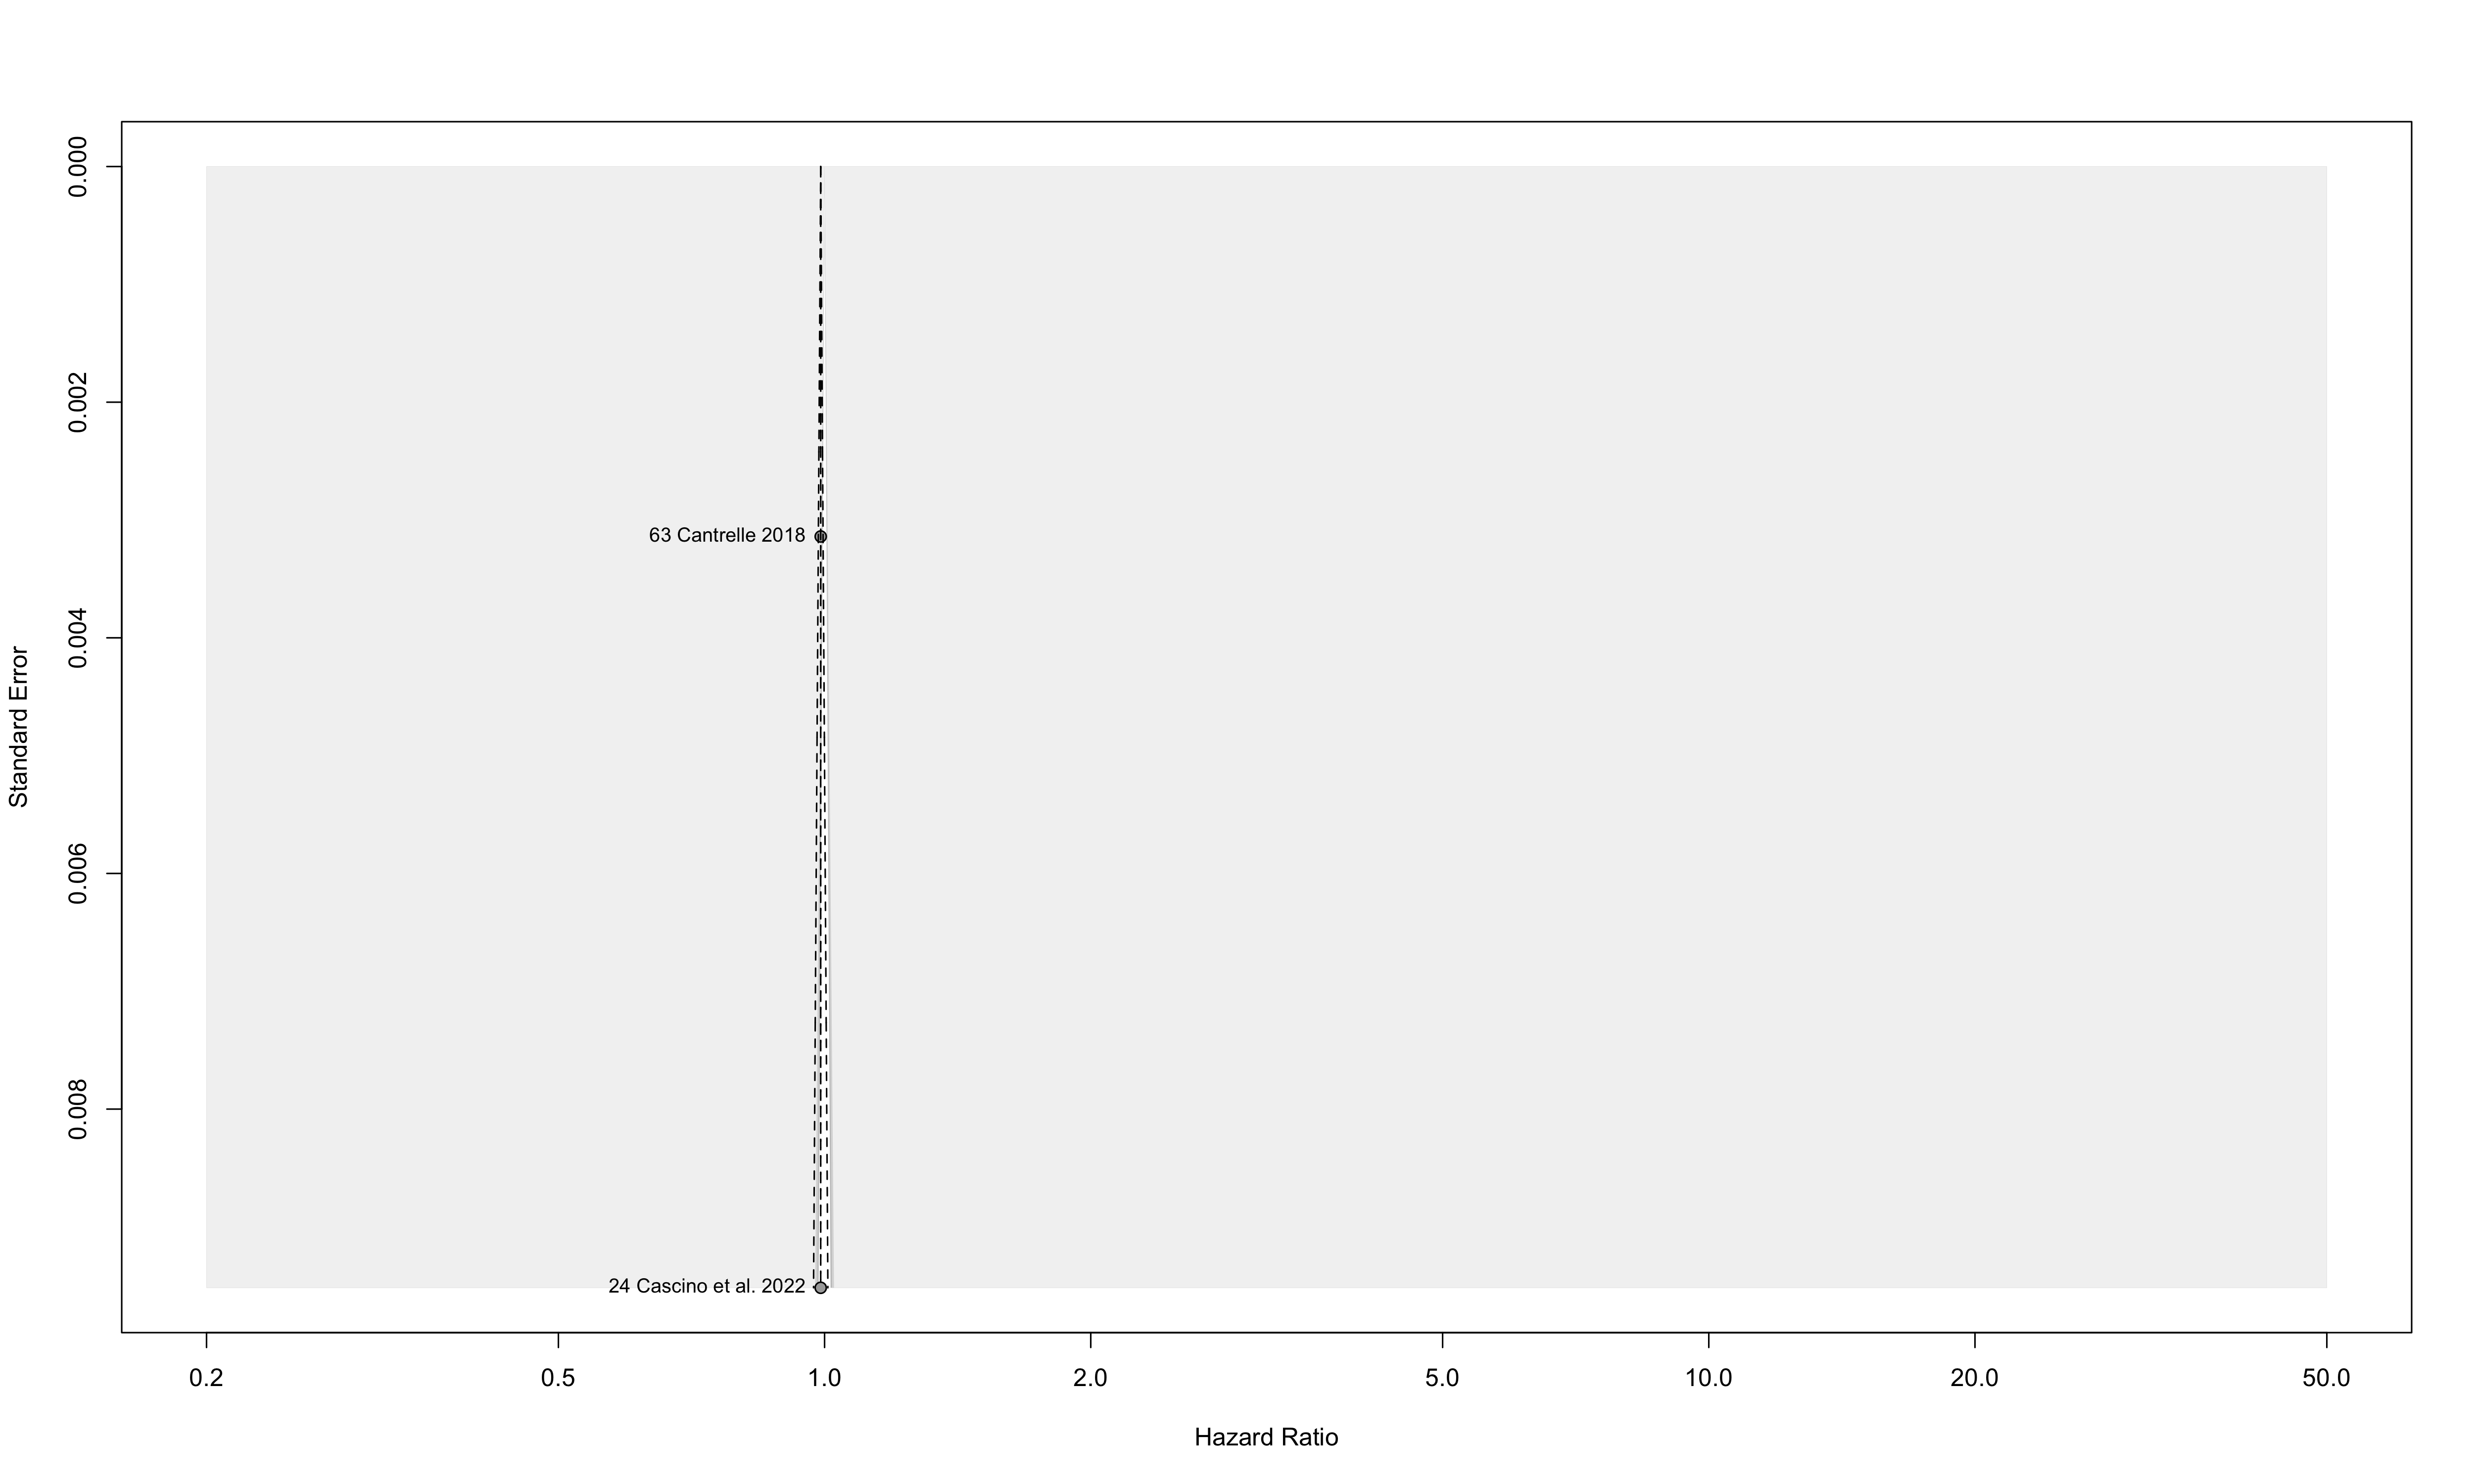 Standard Error
0.000
0.002
0.004
0.006
0.008
63 Cantrelle 2018
24 Cascino et al. 2022
0.2 0.5 1.0 2.0 5.0 10.0 20.0 50.0
Hazard Ratio